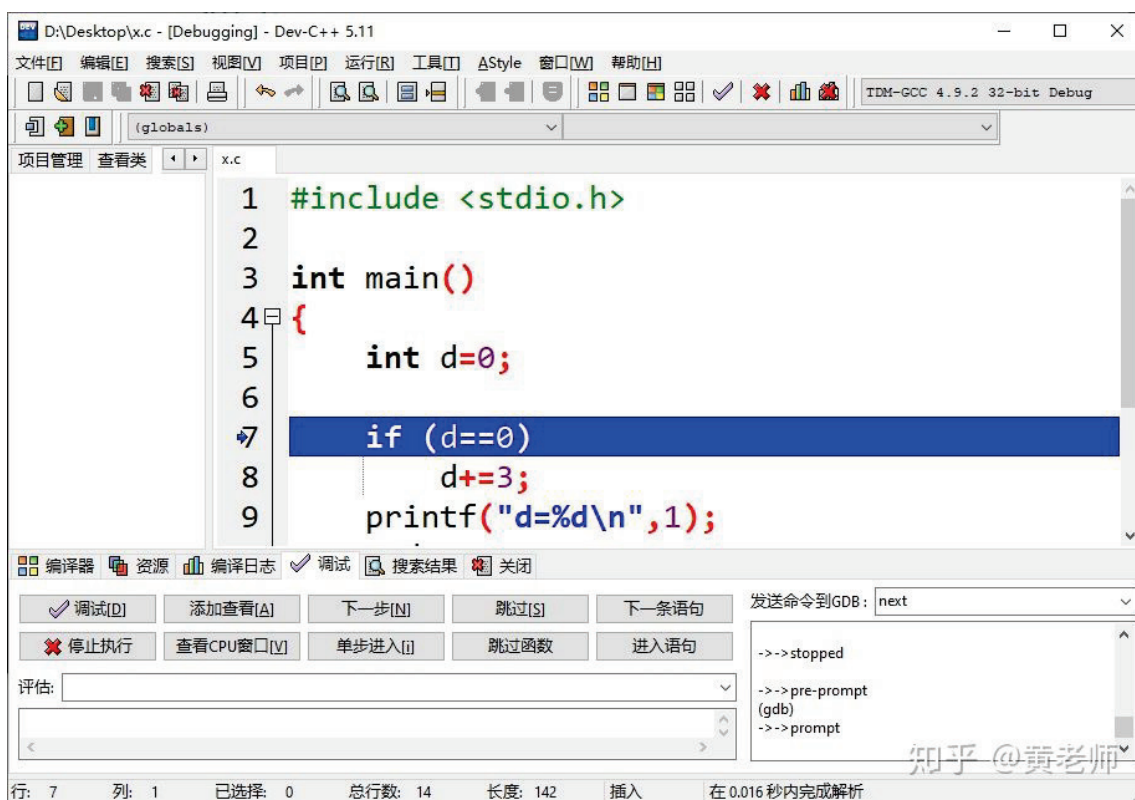 D:\Desktop\x.c - [Debugging] - Dev-C++ 5.11
文件[F] 编辑[E] 搜索[S] 视图[V] 项目[P] 运行[R] 工具[T] AStyle 窗口[W] 帮助[H]
TDM-GCC 4.9.2 32-bit Debug
(globals)
项目管理 查看类 x.c
1 #include <stdio.h>
2
3 int main()
4 {
5 int d=0;
6
7 if (d==0)
8 d+=3;
9 printf("d=%d\n",1);
编译器 资源 编译日志 调试 搜索结果 关闭
调试[D] 添加查看[A] 下一步[N] 跳过[S] 下一条语句 发送命令到GDB: next
停止执行 查看CPU窗口[V] 单步进入[i] 跳过函数 进入语句
->->stopped
评估:
->->pre-prompt
(gdb)
->->prompt
知乎 @黄老师
行: 7 列: 1 已选择: 0 总行数: 14 长度: 142 插入 在 0.016 秒内完成解析